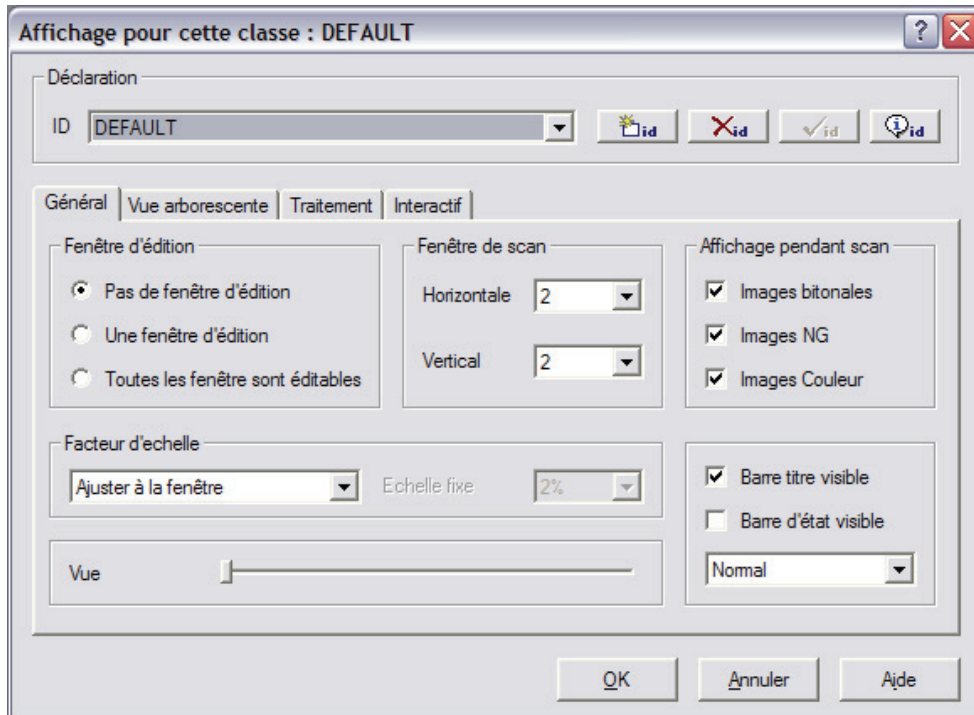 Affichage pour cette classe : DEFAULT
Déclaration
ID DEFAULT id id id id
Général Vue arborescente Traitement Interactif
Fenêtre d'édition
Pas de fenêtre d'édition
Une fenêtre d'édition
Toutes les fenêtre sont éditables
Fenêtre de scan
Horizontale 2
Vertical 2
Affichage pendant scan
Images bitonales
Images NG
Images Couleur
Facteur d'echelle
Ajuster à la fenêtre Echelle fixe 2%
Barre titre visible
Barre d'état visible
Normal
Vue
OK Annuler Aide